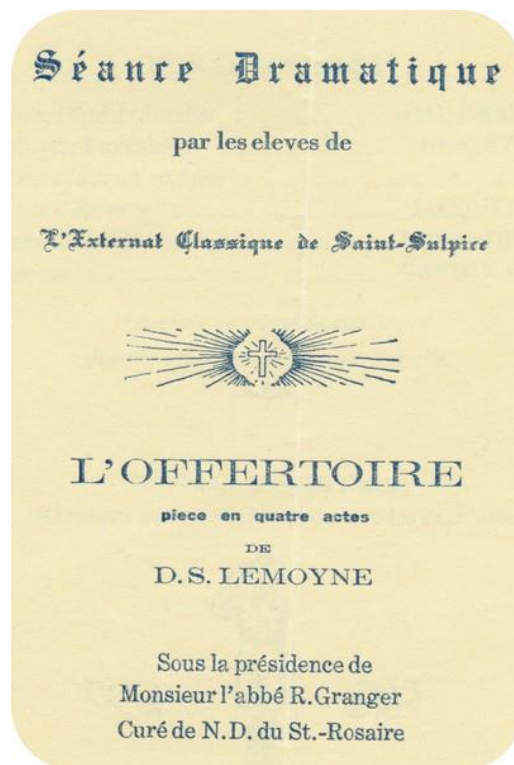 Séance Dramatique
par les eleves de
L'Externat Classique de Saint-Sulpice
L'OFFERTOIRE
piece en quatre actes
DE
D. S. LEMOYNE
Sous la présidence de
Monsieur l'abbé R. Granger
Curé de N. D. du St.-Rosaire